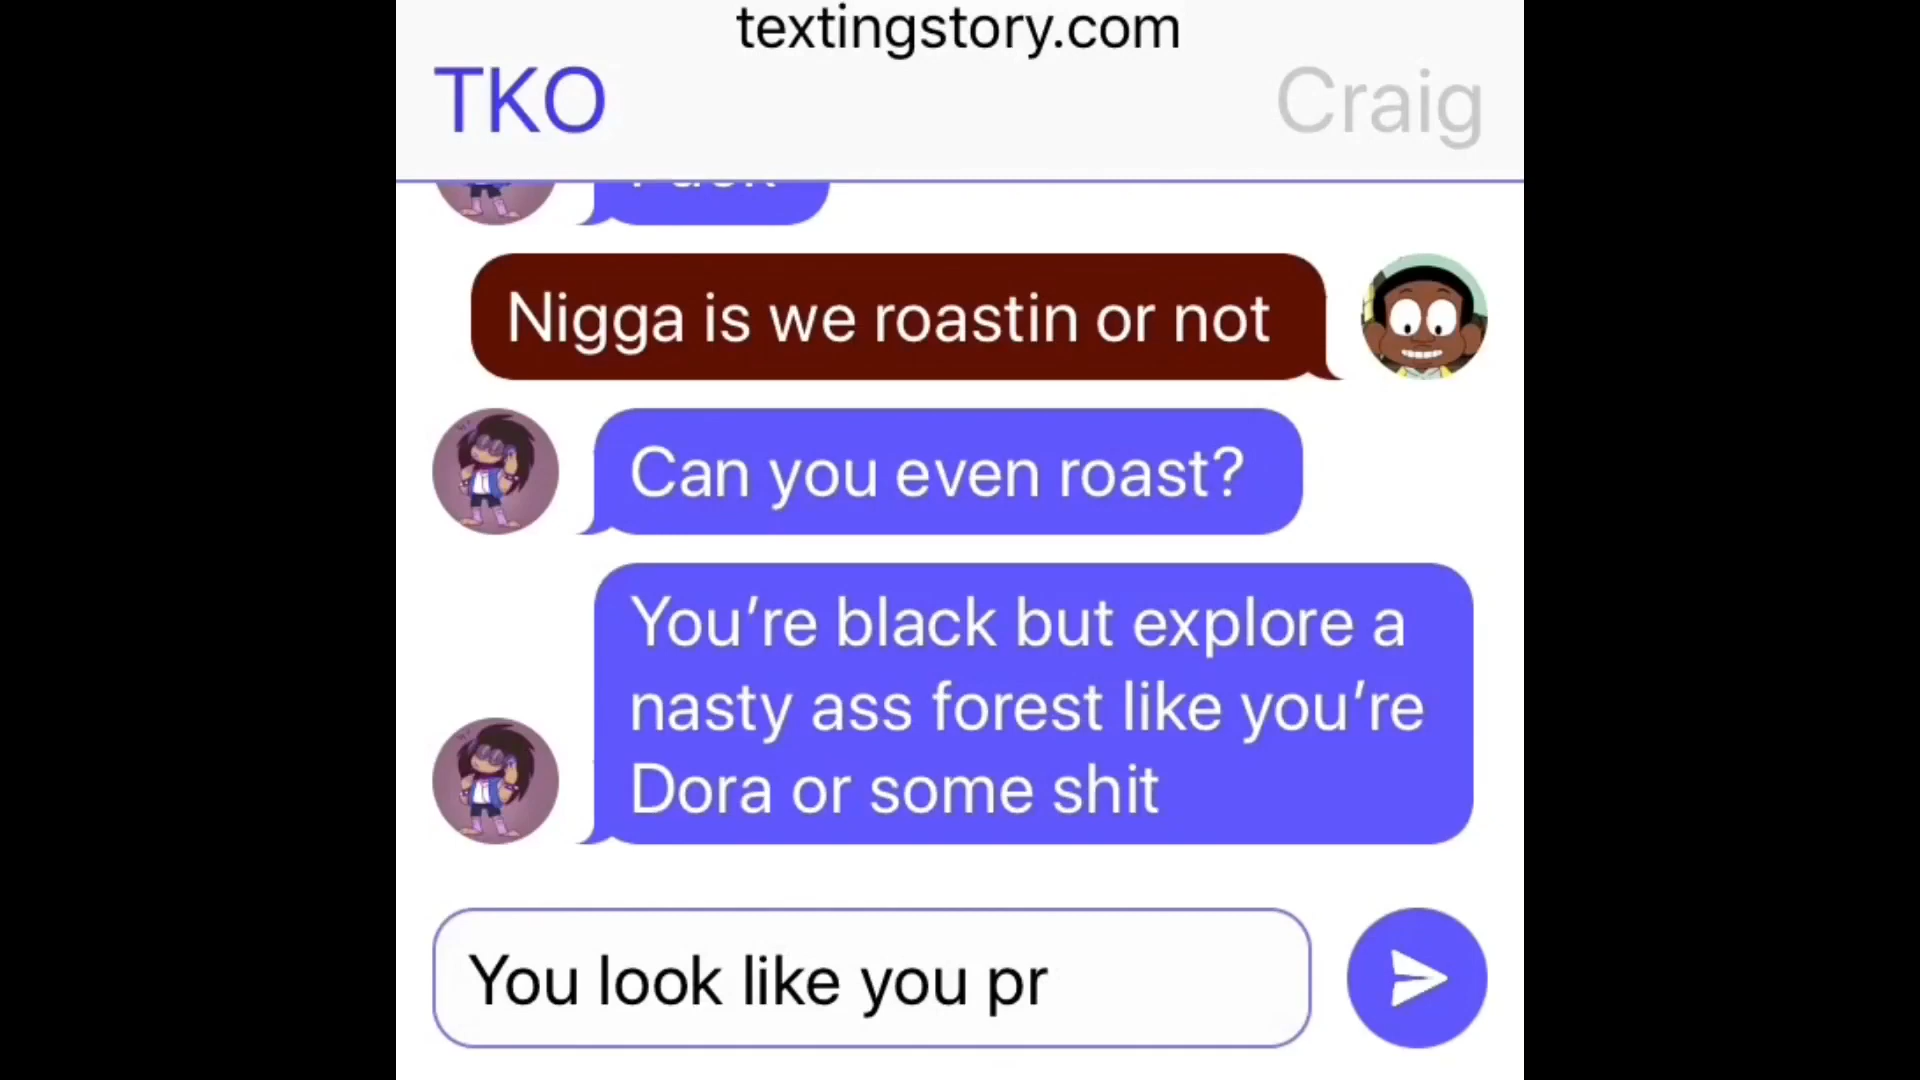 textingstory.com
TKO
Craig
Nigga is we roastin or not
Can you even roast?
You’re black but explore a
nasty ass forest like you’re
Dora or some shit
You look like you pr